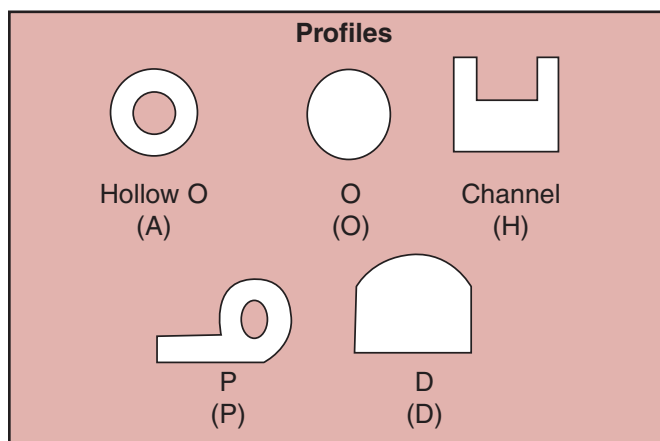 Profiles
Hollow O
(A)
O
(O)
Channel
(H)
P
(P)
D
(D)